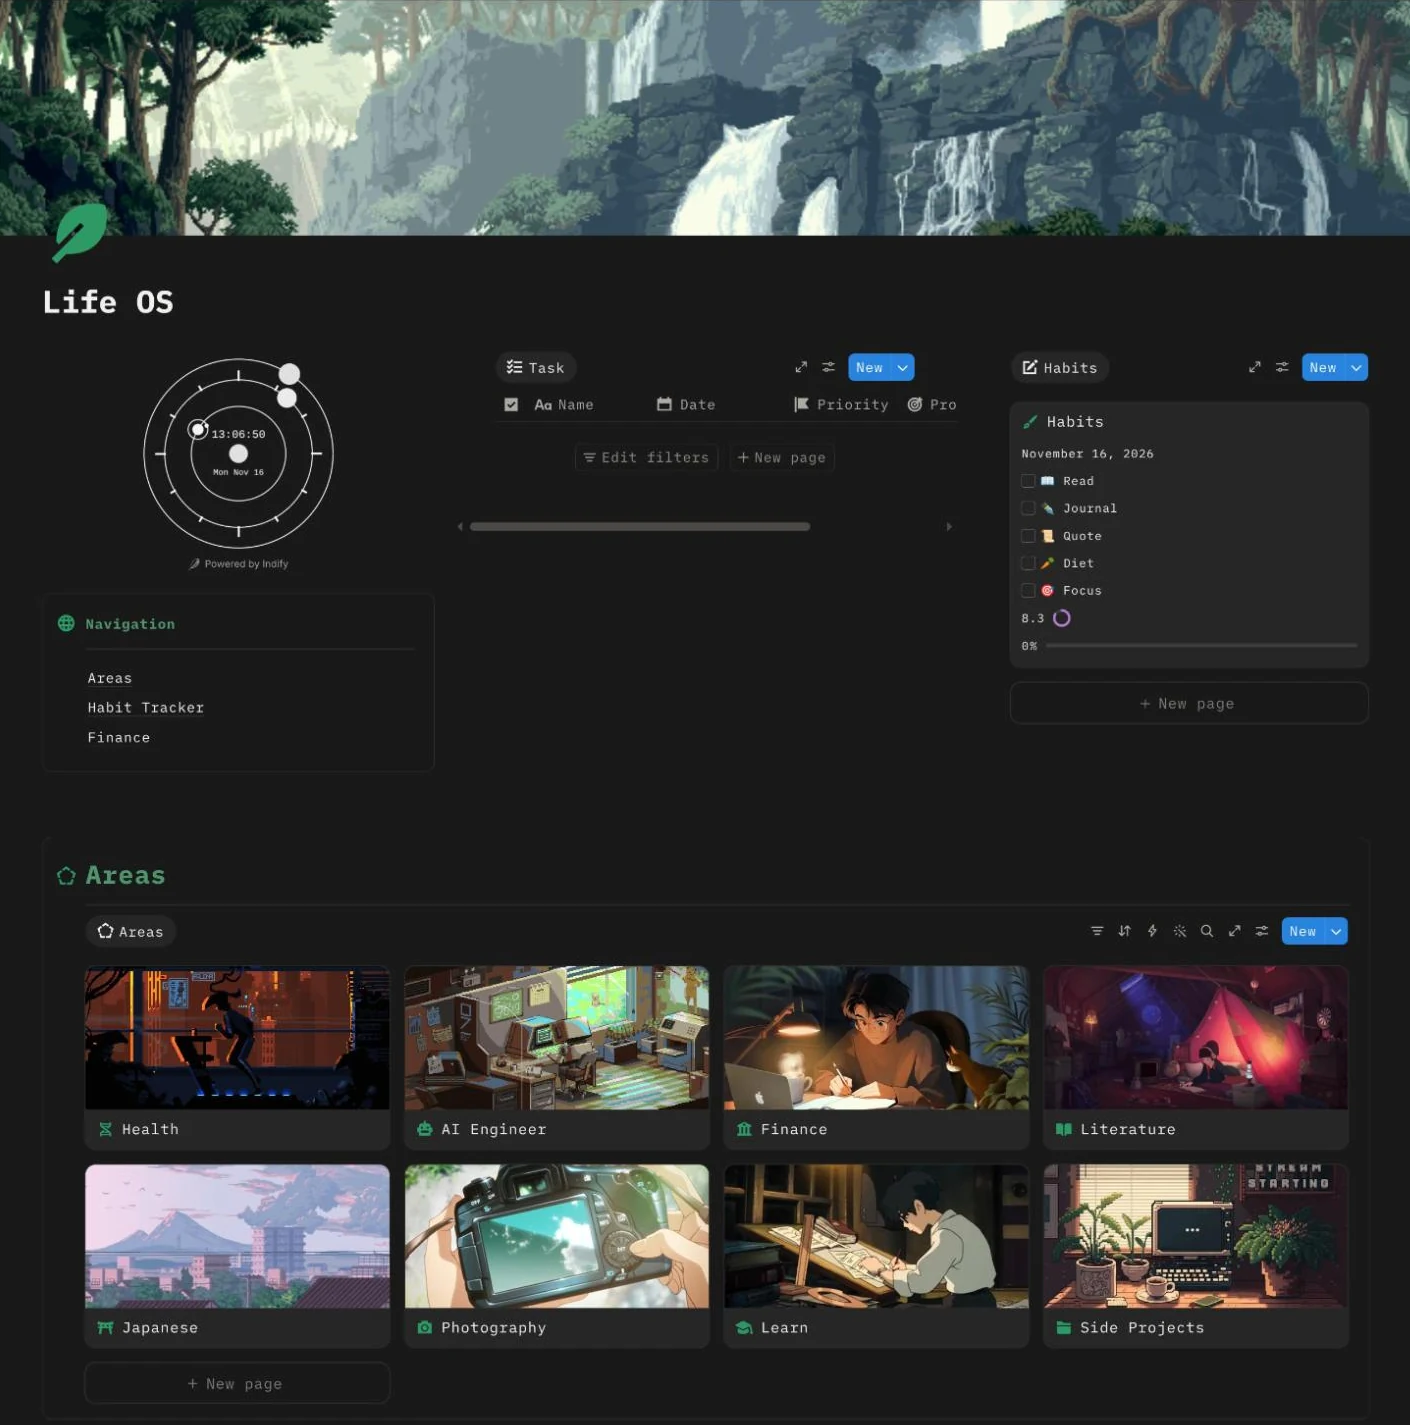 Life OS
13:06:50
Mon Nov 16
Powered by Indify
Navigation
Areas
Habit Tracker
Finance
Task
New
Aa Name
Date
Priority
Pro
Edit filters
+ New page
Habits
New
Habits
November 16, 2026
Read
Journal
Quote
Diet
Focus
8.3
0%
+ New page
Areas
Areas
New
Health
AI Engineer
Finance
Literature
Japanese
Photography
Learn
STREAM
STARTING
Side Projects
+ New page